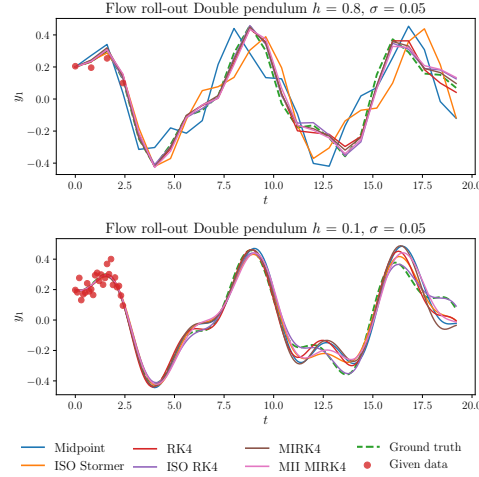 Flow roll-out Double pendulum h = 0.8, σ = 0.05
y₁
0.4
0.2
0.0
−0.2
−0.4
0.0 2.5 5.0 7.5 10.0 12.5 15.0 17.5 20.0
t
Flow roll-out Double pendulum h = 0.1, σ = 0.05
y₁
0.4
0.2
0.0
−0.2
−0.4
0.0 2.5 5.0 7.5 10.0 12.5 15.0 17.5 20.0
t
Midpoint RK4 MIRK4 Ground truth
ISO Stormer ISO RK4 MII MIRK4 Given data